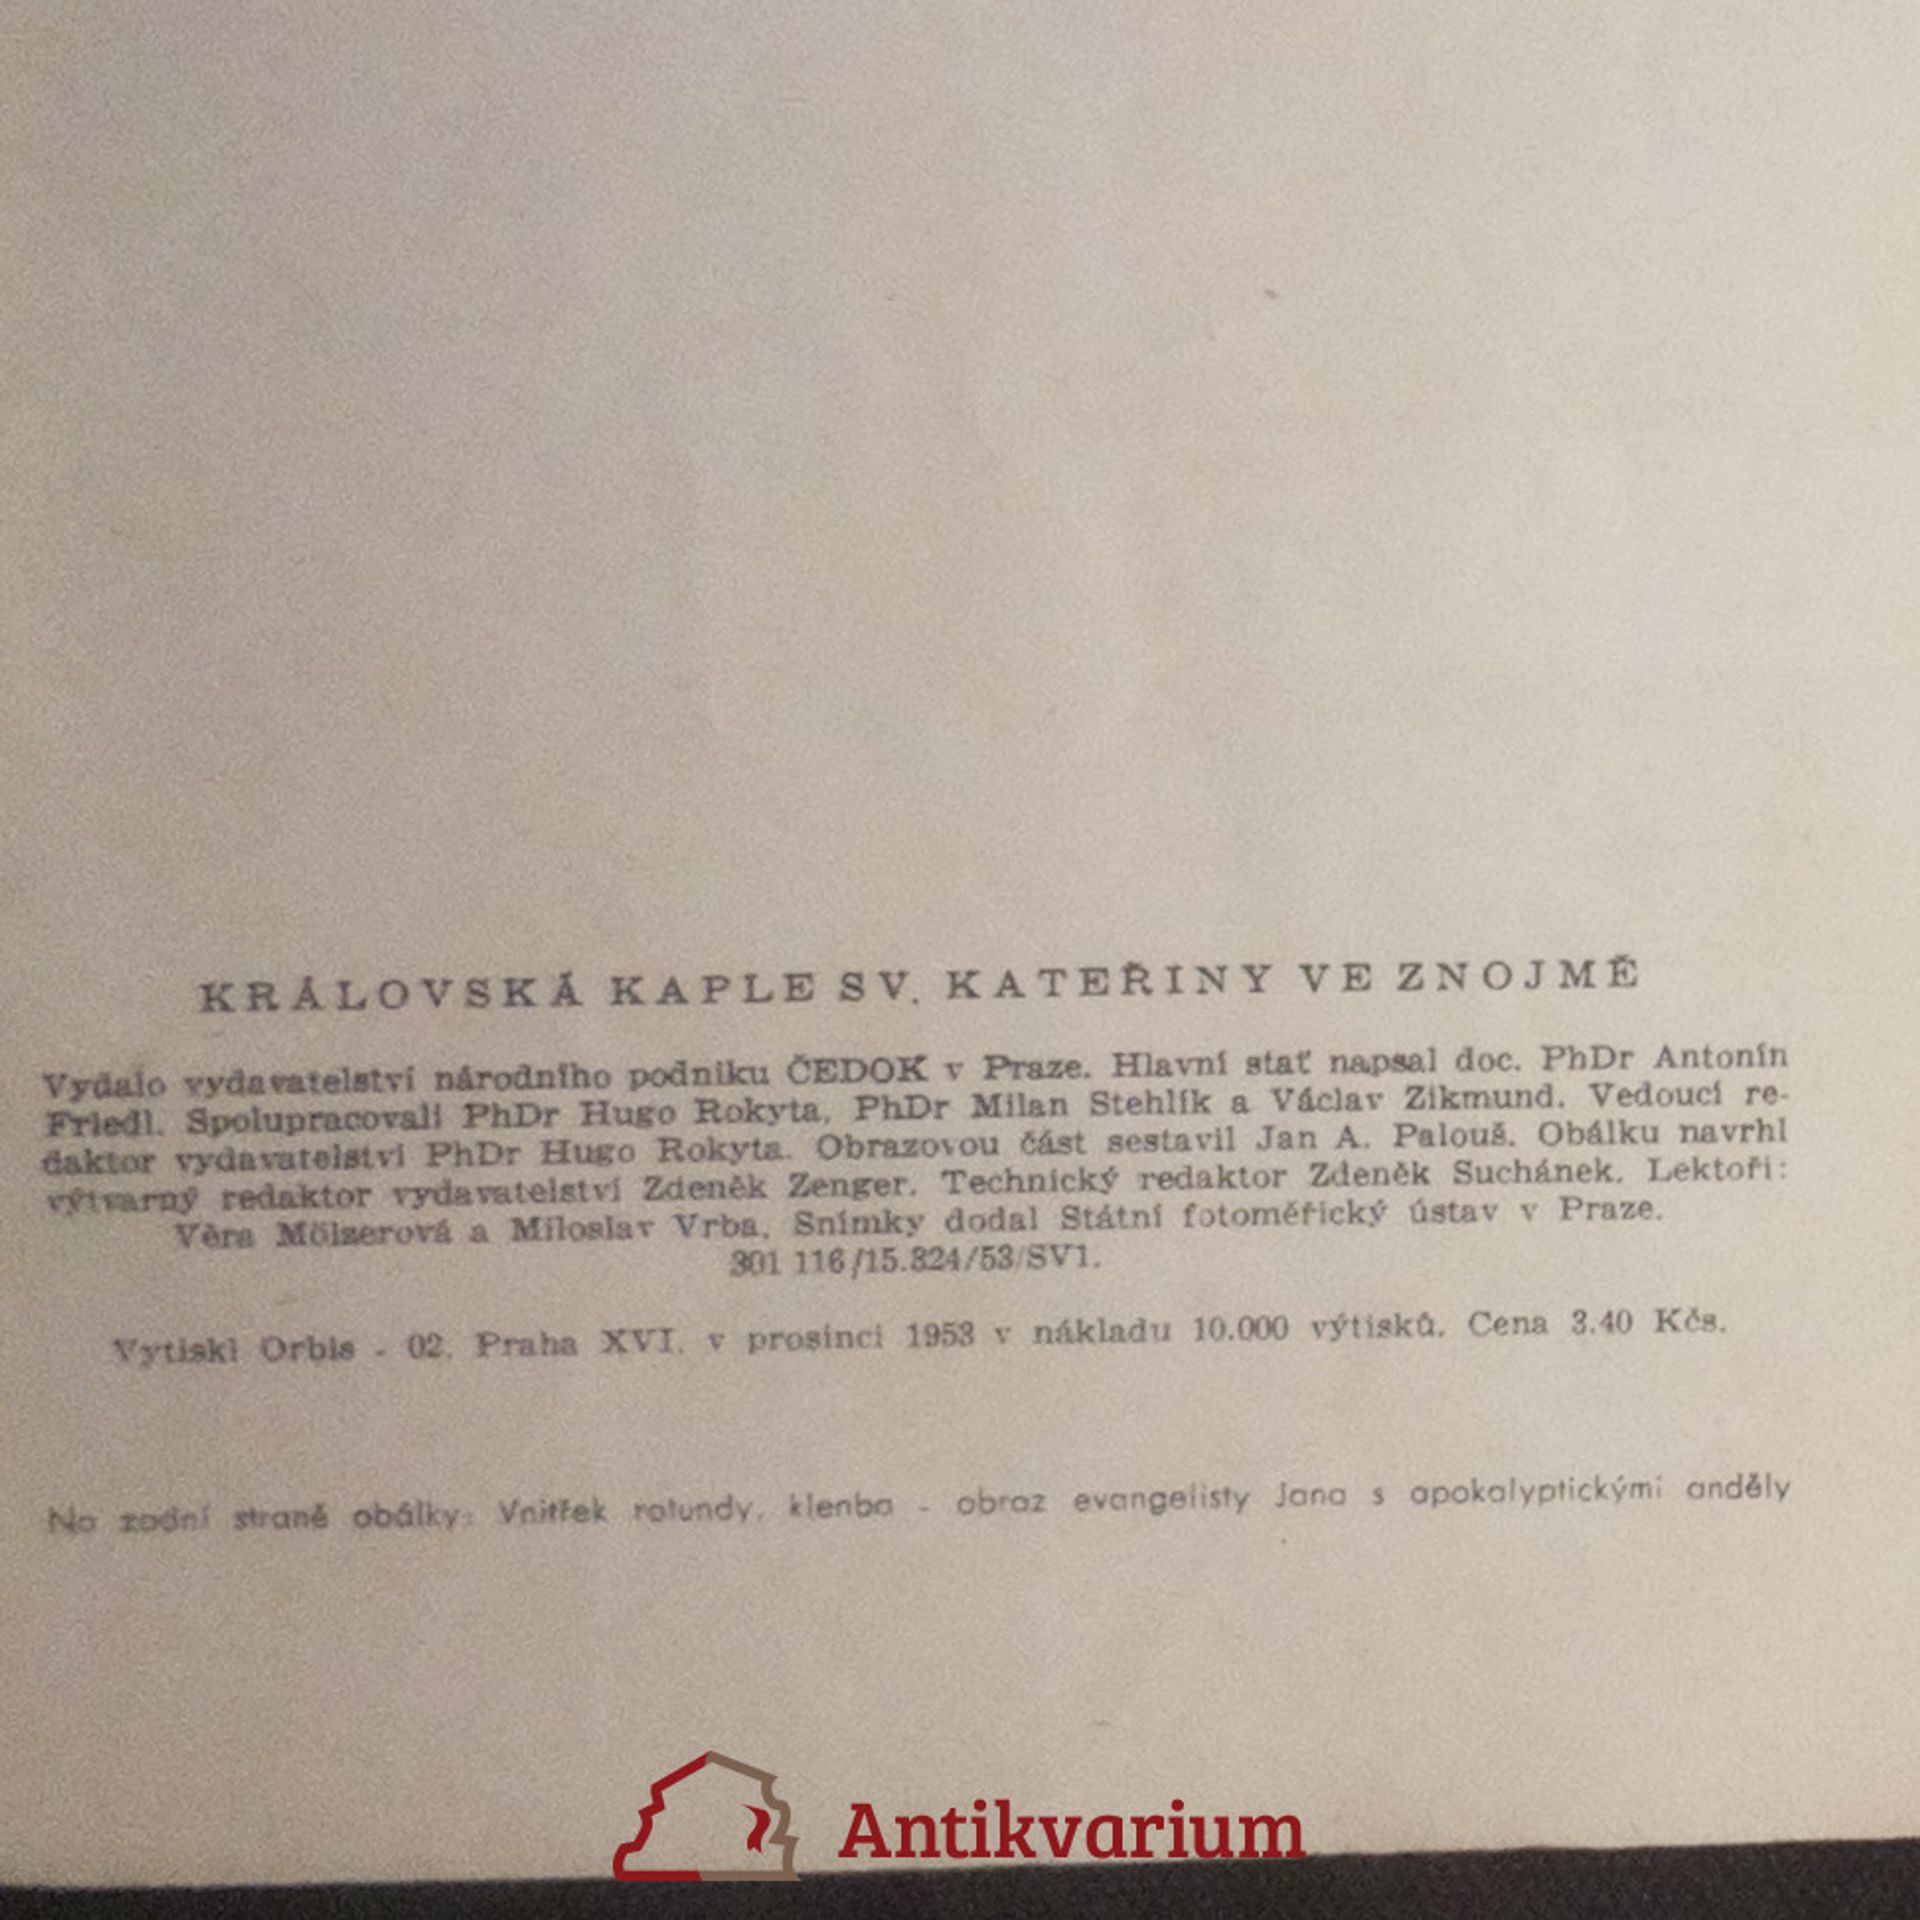 KRÁLOVSKÁ KAPLE SV. KATEŘINY VE ZNOJMĚ
Vydalo vydavatelství národního podniku ČEDOK v Praze. Hlavní stať napsal doc. PhDr Antonín
Friedl. Spolupracovali PhDr Hugo Rokyta, PhDr Milan Stehlík a Václav Zikmund. Vedoucí re-
daktor vydavatelství PhDr Hugo Rokyta. Obrazovou část sestavil Jan A. Palouš. Obálku navrhl
výtvarný redaktor vydavatelství Zdeněk Zenger. Technický redaktor Zdeněk Suchánek. Lektoři:
Věra Mölzerová a Miloslav Vrba. Snímky dodal Státní fotoměřický ústav v Praze.
301 116/15.324/53/SV1.
Vytiskl Orbis - 02, Praha XVI, v prosinci 1953 v nákladu 10.000 výtisků. Cena 3.40 Kčs.
Na zadní straně obálky: Vnitřek rotundy, klenba - obraz evangelisty Jana s apokalyptickými anděly
Antikvarium